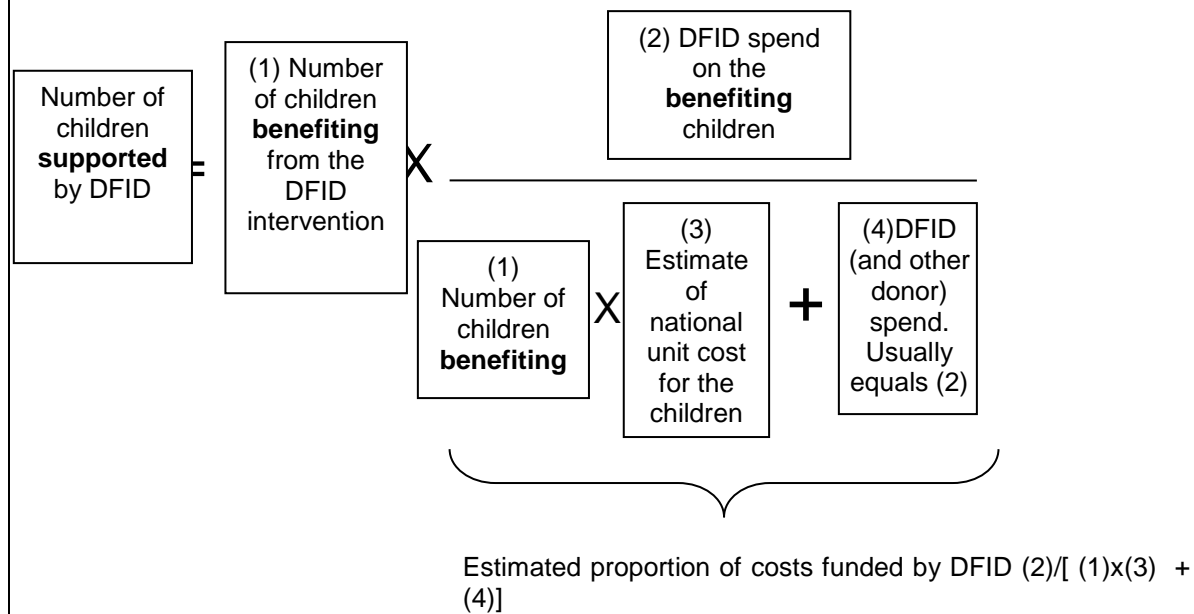 Number of
children
supported
by DFID
=
(1) Number
of children
benefiting
from the
DFID
intervention
X
(2) DFID spend
on the
benefiting
children
(1)
Number of
children
benefiting
X
(3)
Estimate
of
national
unit cost
for the
children
+
(4)DFID
(and other
donor)
spend.
Usually
equals (2)
Estimated proportion of costs funded by DFID (2)/[ (1)x(3) +
(4)]